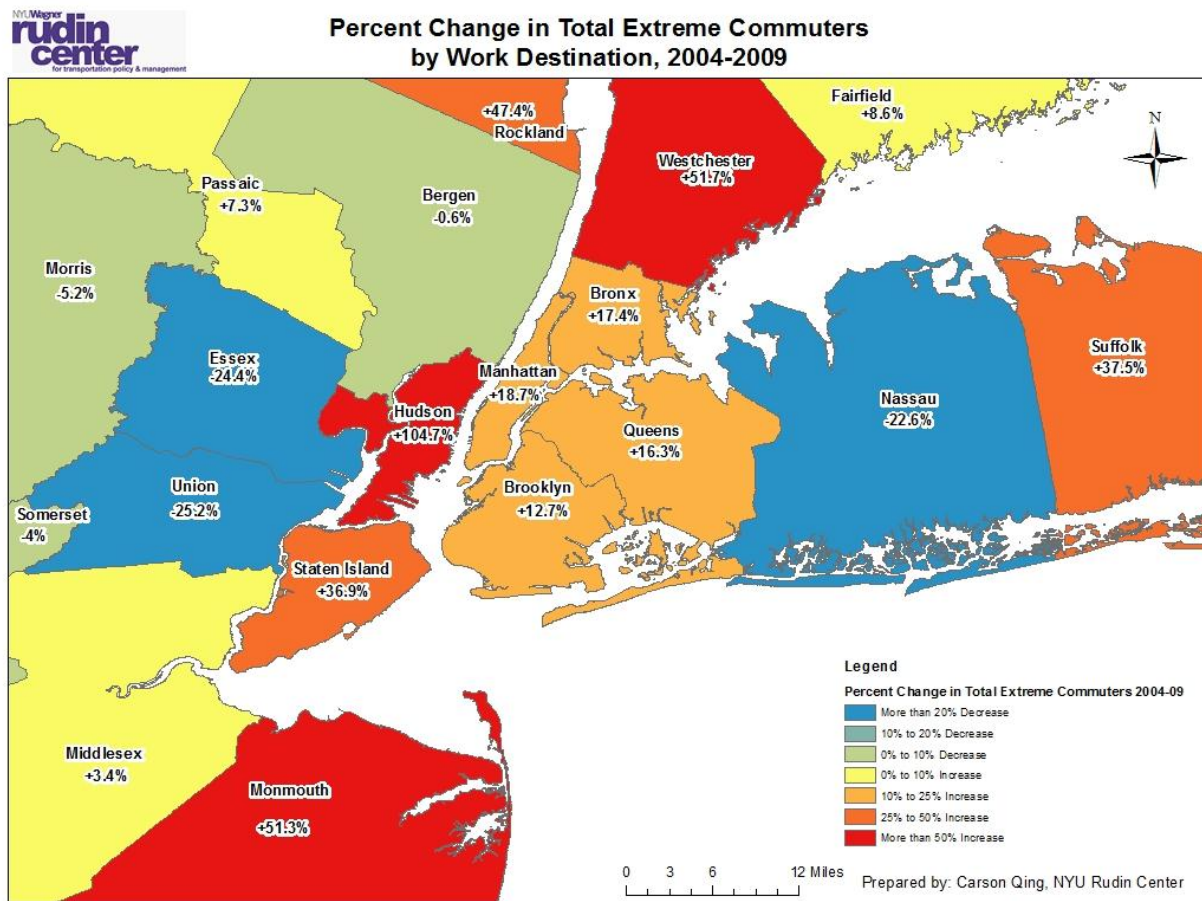 NYUWagner
rudin
center
for transportation policy & management
Percent Change in Total Extreme Commuters
by Work Destination, 2004-2009
+47.4%
Rockland
Fairfield
+8.6%
N
Westchester
+51.7%
Passaic
+7.3%
Bergen
-0.6%
Morris
-5.2%
Bronx
+17.4%
Essex
-24.4%
Manhattan
+18.7%
Suffolk
+37.5%
Nassau
-22.6%
Hudson
+104.7%
Queens
+16.3%
Union
-25.2%
Brooklyn
+12.7%
Somerset
-4%
Staten Island
+36.9%
Middlesex
+3.4%
Monmouth
+51.3%
Legend
Percent Change in Total Extreme Commuters 2004-09
More than 20% Decrease
10% to 20% Decrease
0% to 10% Decrease
0% to 10% Increase
10% to 25% Increase
25% to 50% Increase
More than 50% Increase
0 3 6 12 Miles
Prepared by: Carson Qing, NYU Rudin Center